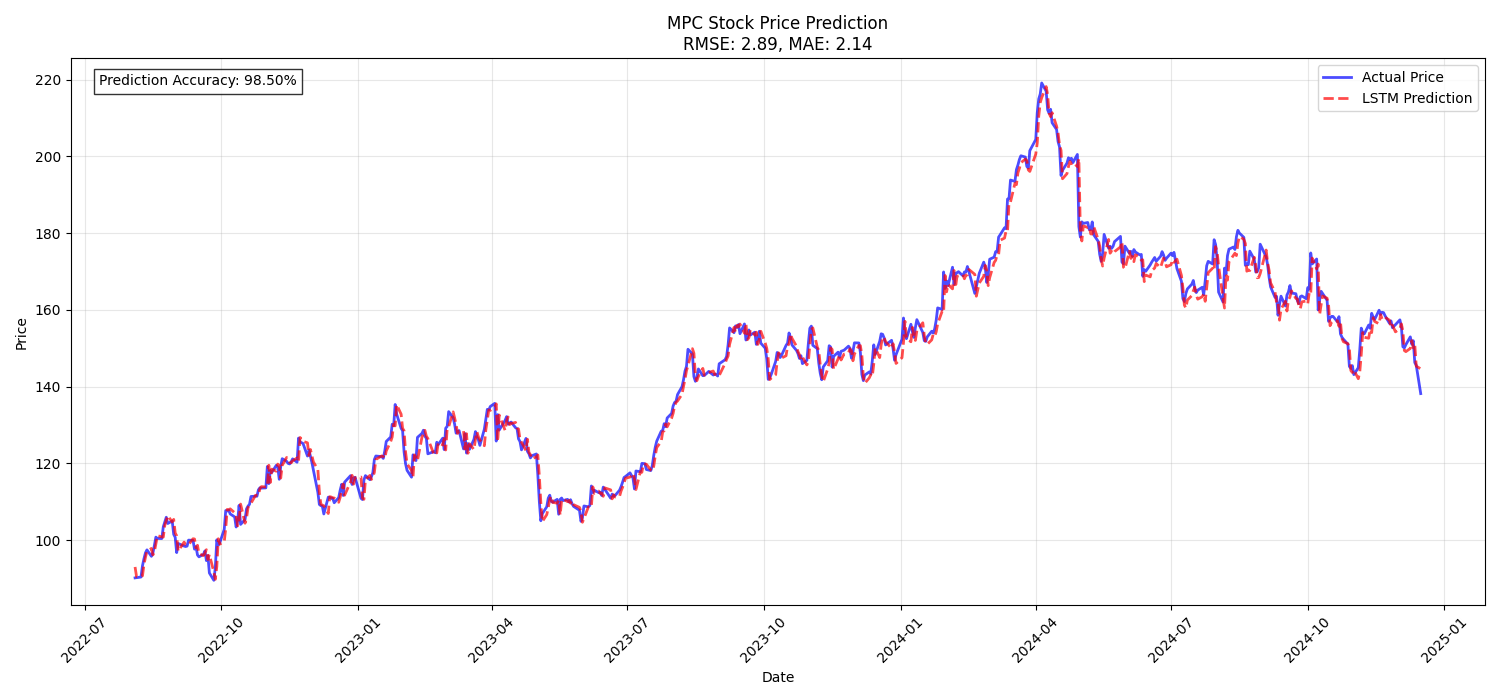 MPC Stock Price Prediction
RMSE: 2.89, MAE: 2.14
Prediction Accuracy: 98.50%
Actual Price
LSTM Prediction
Price
220
200
180
160
140
120
100
2022-07
2022-10
2023-01
2023-04
2023-07
2023-10
2024-01
2024-04
2024-07
2024-10
2025-01
Date